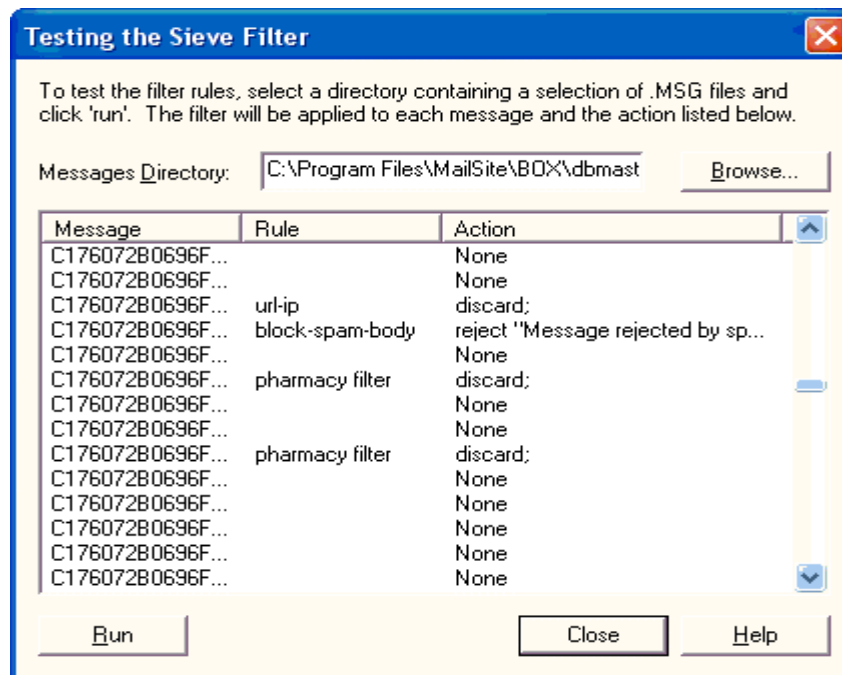 Testing the Sieve Filter
To test the filter rules, select a directory containing a selection of .MSG files and
click 'run'. The filter will be applied to each message and the action listed below.
Messages Directory: C:\Program Files\MailSite\BOX\dbmast Browse...
Message Rule Action
C176072B0696F... None
C176072B0696F... None
C176072B0696F... url-ip discard;
C176072B0696F... block-spam-body reject "Message rejected by sp...
C176072B0696F... None
C176072B0696F... pharmacy filter discard;
C176072B0696F... None
C176072B0696F... None
C176072B0696F... pharmacy filter discard;
C176072B0696F... None
C176072B0696F... None
C176072B0696F... None
C176072B0696F... None
C176072B0696F... None
Run Close Help